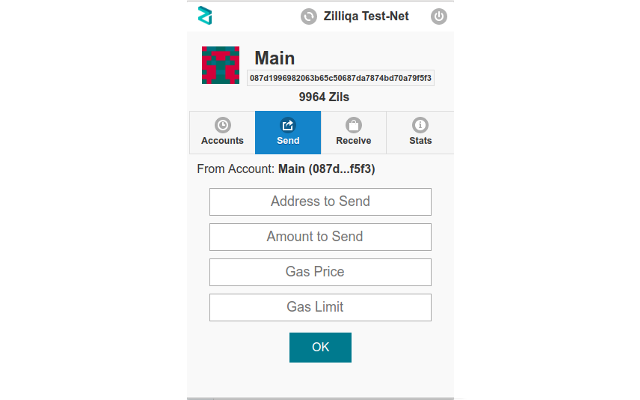 Zilliqa Test-Net
Main
087d1996982063b65c50687da7874bd70a79f5f3
9964 Zils
Accounts
Send
Receive
Stats
From Account: Main (087d...f5f3)
Address to Send
Amount to Send
Gas Price
Gas Limit
OK